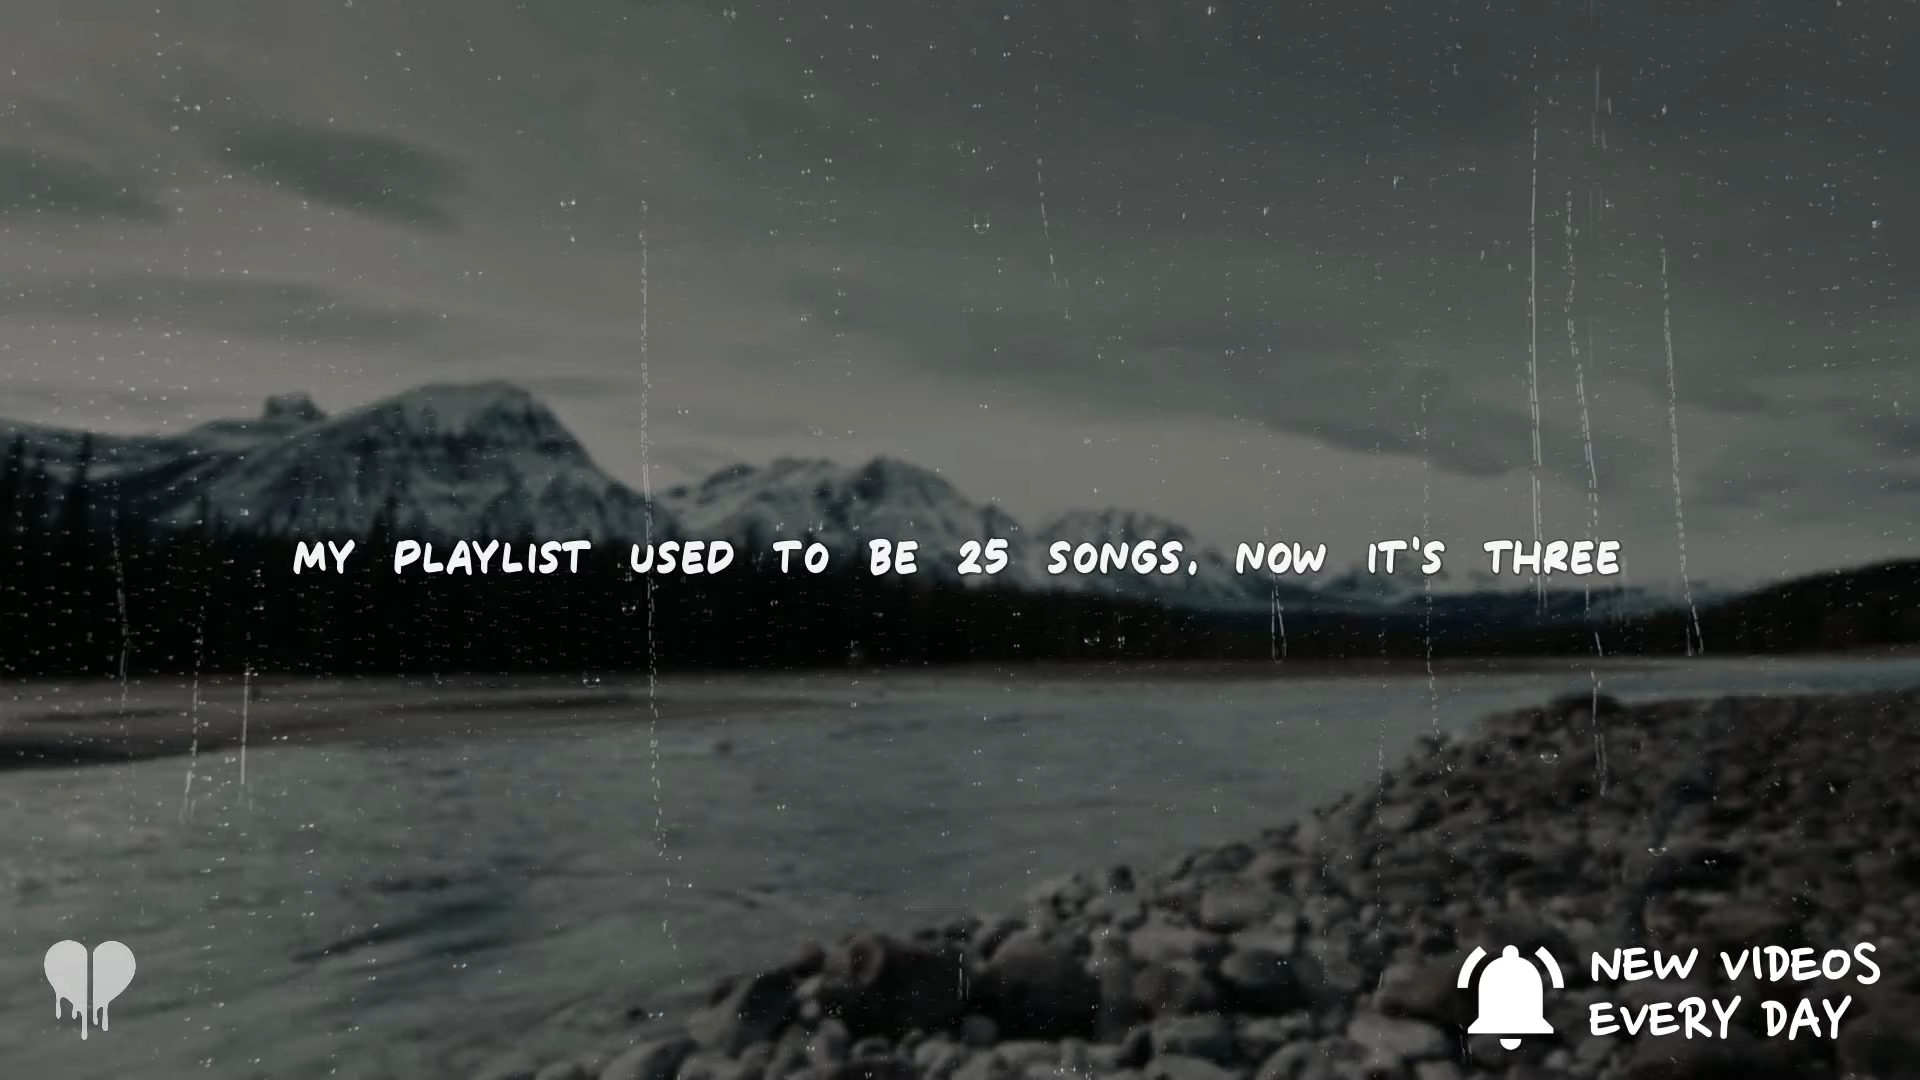 MY PLAYLIST USED TO BE 25 SONGS, NOW IT'S THREE
NEW VIDEOS
EVERY DAY